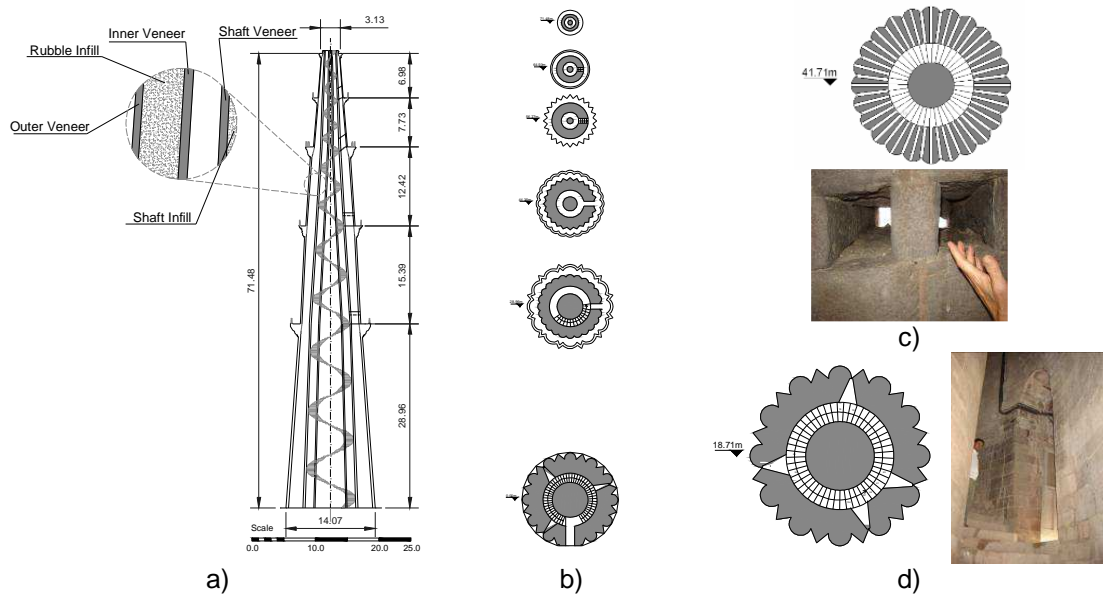 3.13
Inner Veneer
Shaft Veneer
Rubble Infill
Outer Veneer
Shaft Infill
6.98
7.73
12.42
15.39
28.96
71.48
14.07
Scale
0.0
10.0
20.0
25.0
a)
b)
41.71m
c)
18.71m
d)